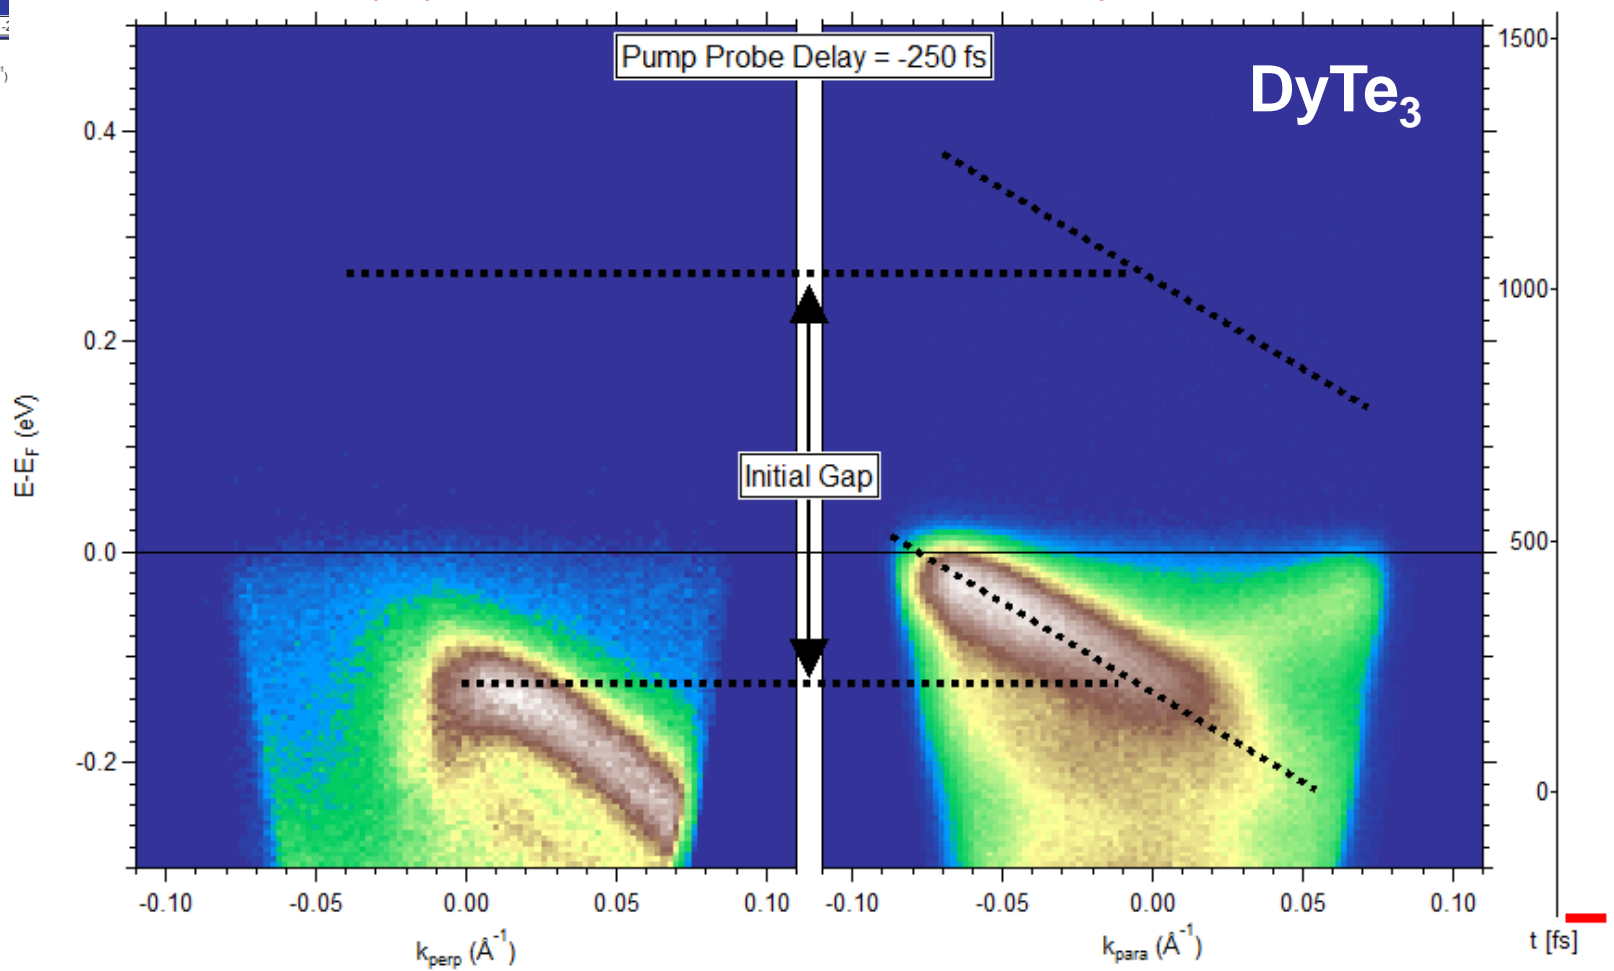 Pump Probe Delay = -250 fs
DyTe3
1500
0.4
0.2
1000
E-EF (eV)
Initial Gap
0.0
500
-0.2
0
-0.10 -0.05 0.00 0.05 0.10
-0.10 -0.05 0.00 0.05 0.10
kperp (Å-1)
kpara (Å-1)
t [fs]